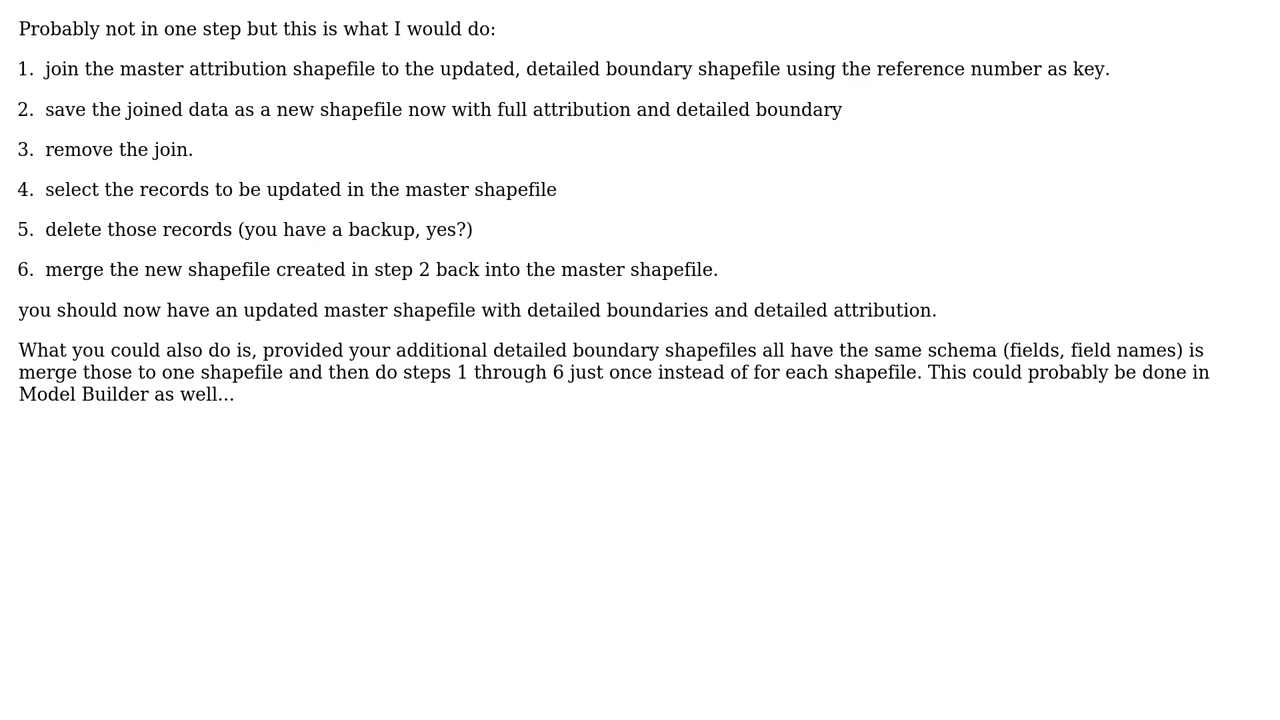 Probably not in one step but this is what I would do:
1. join the master attribution shapefile to the updated, detailed boundary shapefile using the reference number as key.
2. save the joined data as a new shapefile now with full attribution and detailed boundary
3. remove the join.
4. select the records to be updated in the master shapefile
5. delete those records (you have a backup, yes?)
6. merge the new shapefile created in step 2 back into the master shapefile.
you should now have an updated master shapefile with detailed boundaries and detailed attribution.
What you could also do is, provided your additional detailed boundary shapefiles all have the same schema (fields, field names) is
merge those to one shapefile and then do steps 1 through 6 just once instead of for each shapefile. This could probably be done in
Model Builder as well...